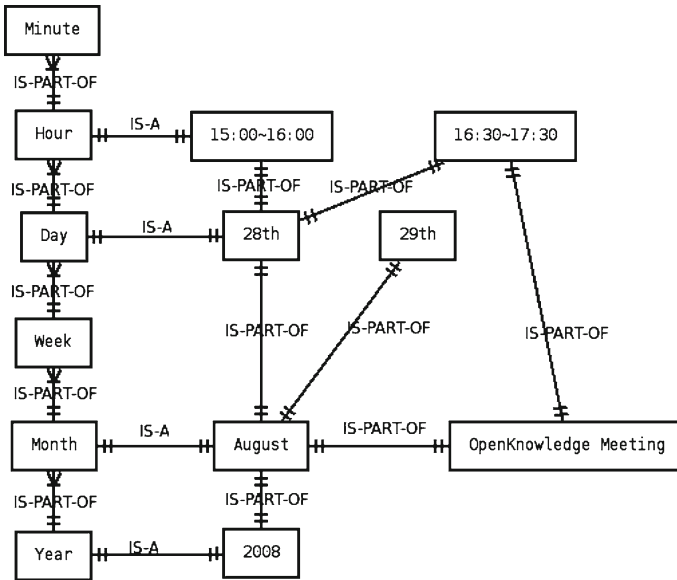 Minute
IS-PART-OF
Hour
IS-A
15:00~16:00
16:30~17:30
IS-PART-OF
IS-PART-OF
IS-PART-OF
Day
IS-A
28th
29th
IS-PART-OF
Week
IS-PART-OF
IS-PART-OF
IS-PART-OF
IS-PART-OF
Month
IS-A
August
IS-PART-OF
OpenKnowledge Meeting
IS-PART-OF
IS-PART-OF
Year
IS-A
2008